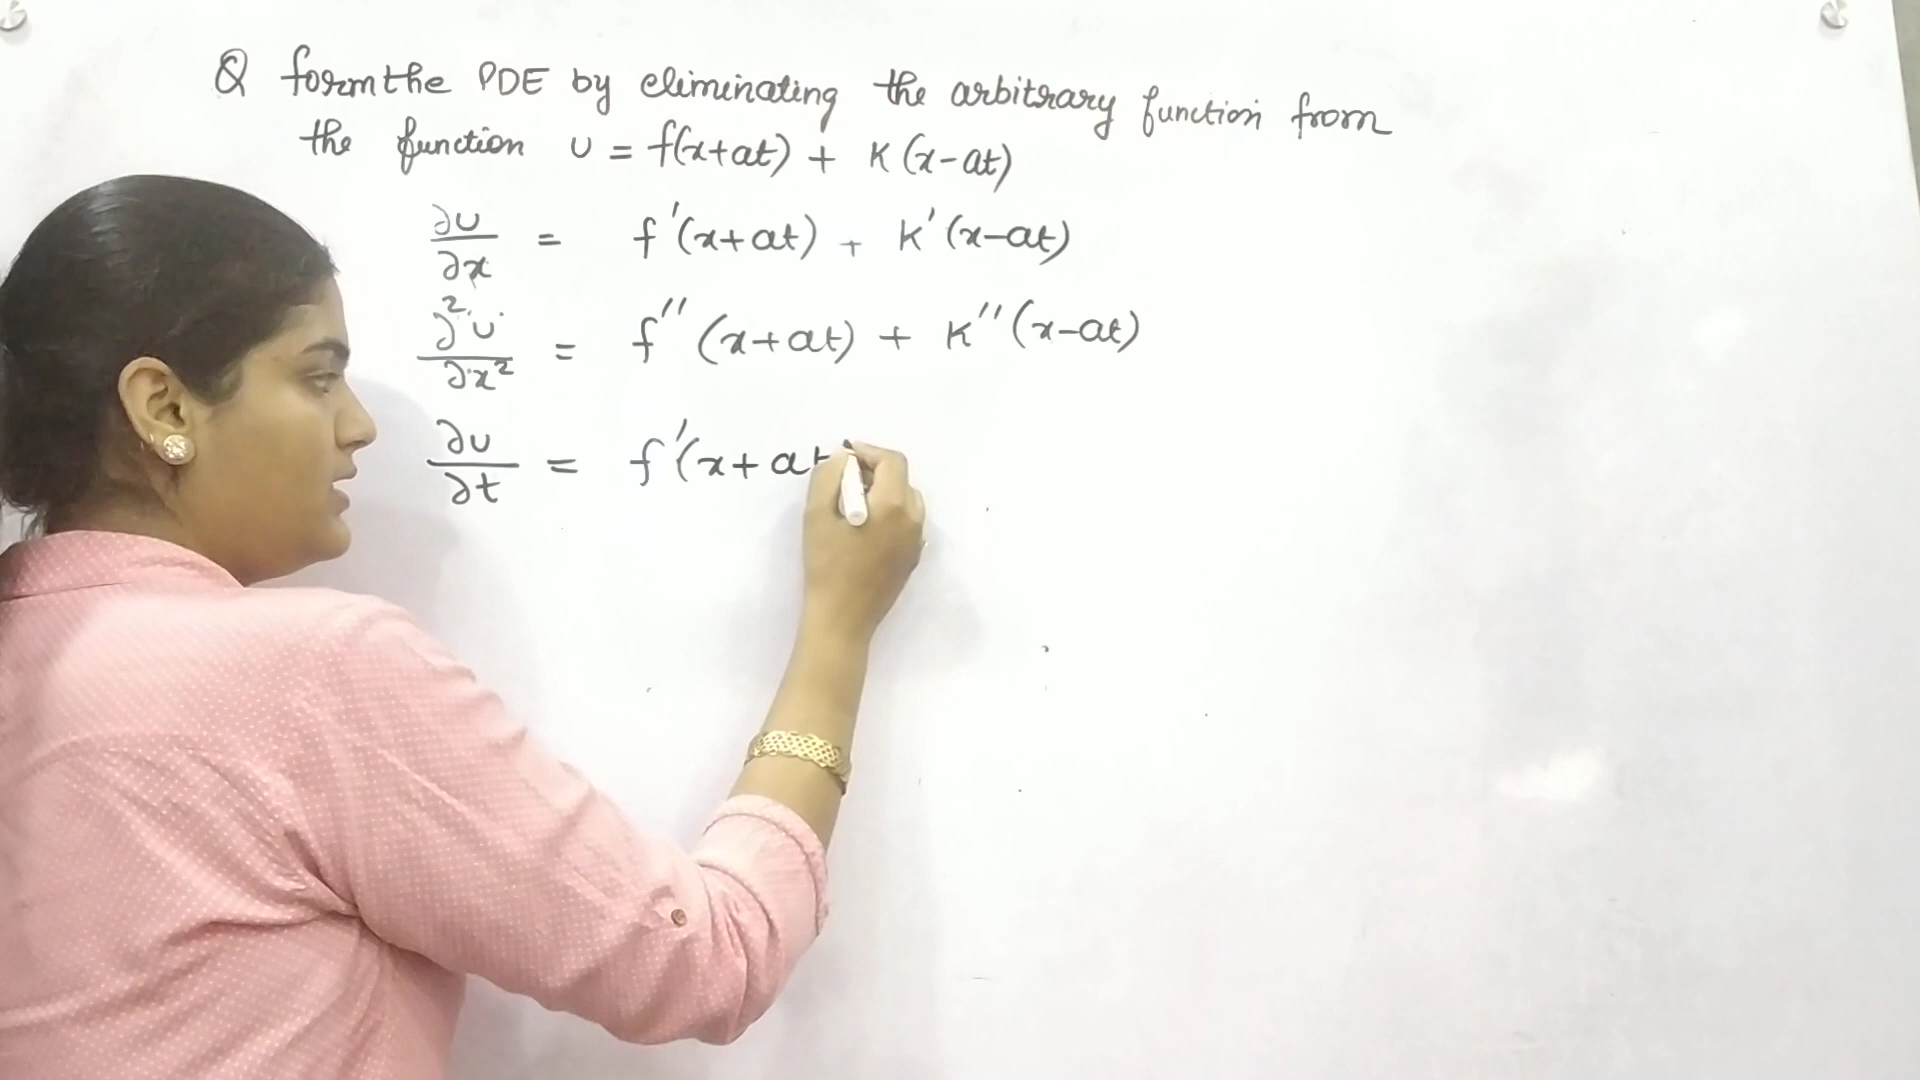 Q form the PDE by eliminating the arbitrary function from
the function u = f(x+at) + K(x-at)
∂u/∂x = f'(x+at) + K'(x-at)
∂²u/∂x² = f''(x+at) + K''(x-at)
∂u/∂t = f'(x+at